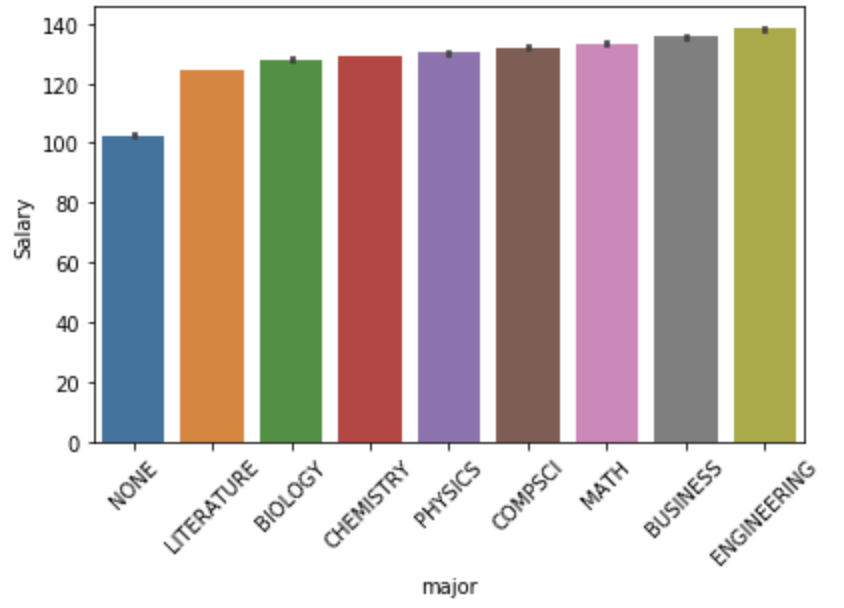 140
120
100
80
60
40
20
0
Salary
NONE
LITERATURE
BIOLOGY
CHEMISTRY
PHYSICS
COMPSCI
MATH
BUSINESS
ENGINEERING
major